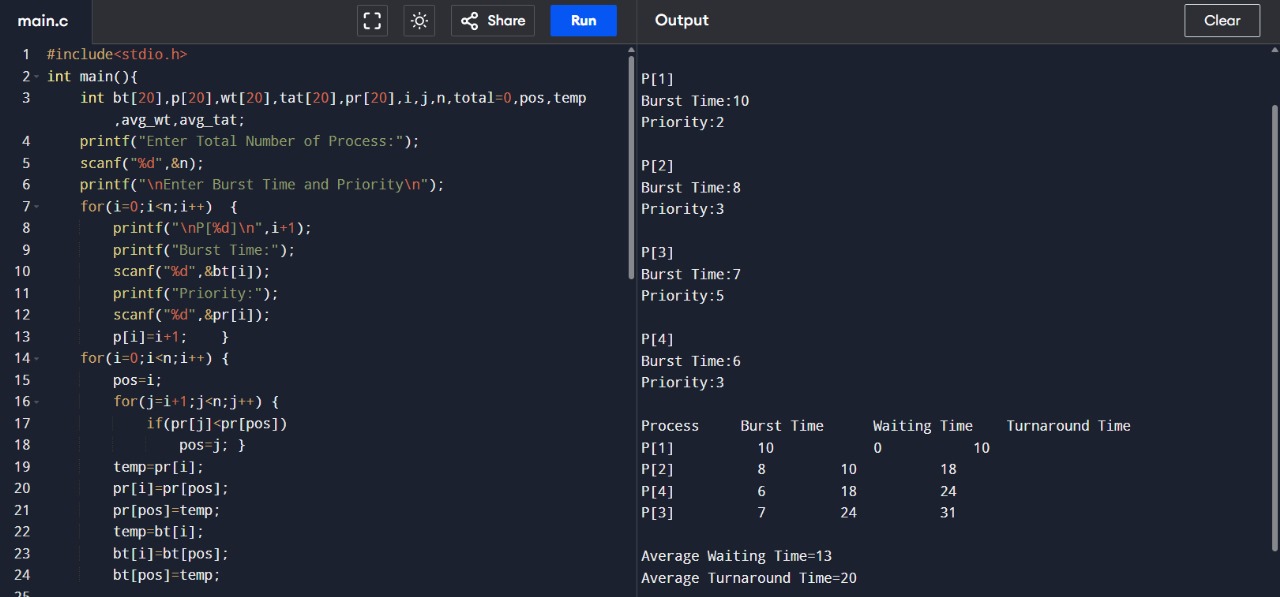 main.c
Share
Run
Output
Clear
1 #include<stdio.h>
2 int main(){
3 int bt[20],p[20],wt[20],tat[20],pr[20],i,j,n,total=0,pos,temp
,avg_wt,avg_tat;
4 printf("Enter Total Number of Process:");
5 scanf("%d",&n);
6 printf("\nEnter Burst Time and Priority\n");
7 for(i=0;i<n;i++)  {
8 printf("\nP[%d]\n",i+1);
9 printf("Burst Time:");
10 scanf("%d",&bt[i]);
11 printf("Priority:");
12 scanf("%d",&pr[i]);
13 p[i]=i+1;    }
14 for(i=0;i<n;i++) {
15 pos=i;
16 for(j=i+1;j<n;j++) {
17 if(pr[j]<pr[pos])
18 pos=j; }
19 temp=pr[i];
20 pr[i]=pr[pos];
21 pr[pos]=temp;
22 temp=bt[i];
23 bt[i]=bt[pos];
24 bt[pos]=temp;
25
P[1]
Burst Time:10
Priority:2
P[2]
Burst Time:8
Priority:3
P[3]
Burst Time:7
Priority:5
P[4]
Burst Time:6
Priority:3
Process Burst Time Waiting Time Turnaround Time
P[1] 10 0 10
P[2] 8 10 18
P[4] 6 18 24
P[3] 7 24 31
Average Waiting Time=13
Average Turnaround Time=20